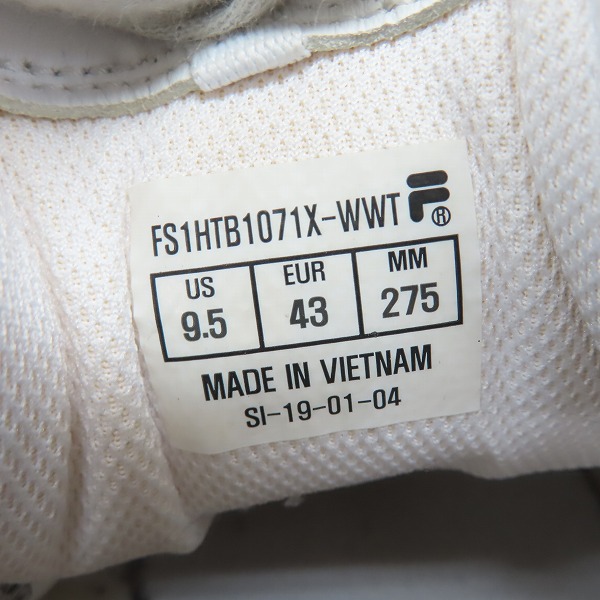 FS1HTB1071X-WWT F®
US EUR MM
9.5 43 275
MADE IN VIETNAM
SI-19-01-04